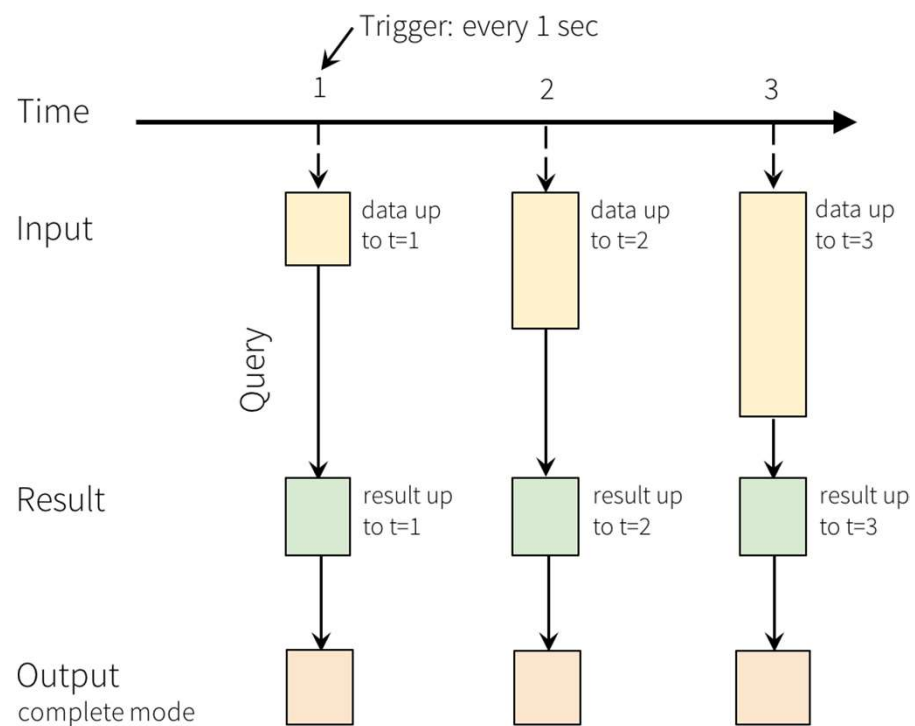 Trigger: every 1 sec
1
2
3
Time
Input
data up
to t=1
data up
to t=2
data up
to t=3
Query
Result
result up
to t=1
result up
to t=2
result up
to t=3
Output
complete mode